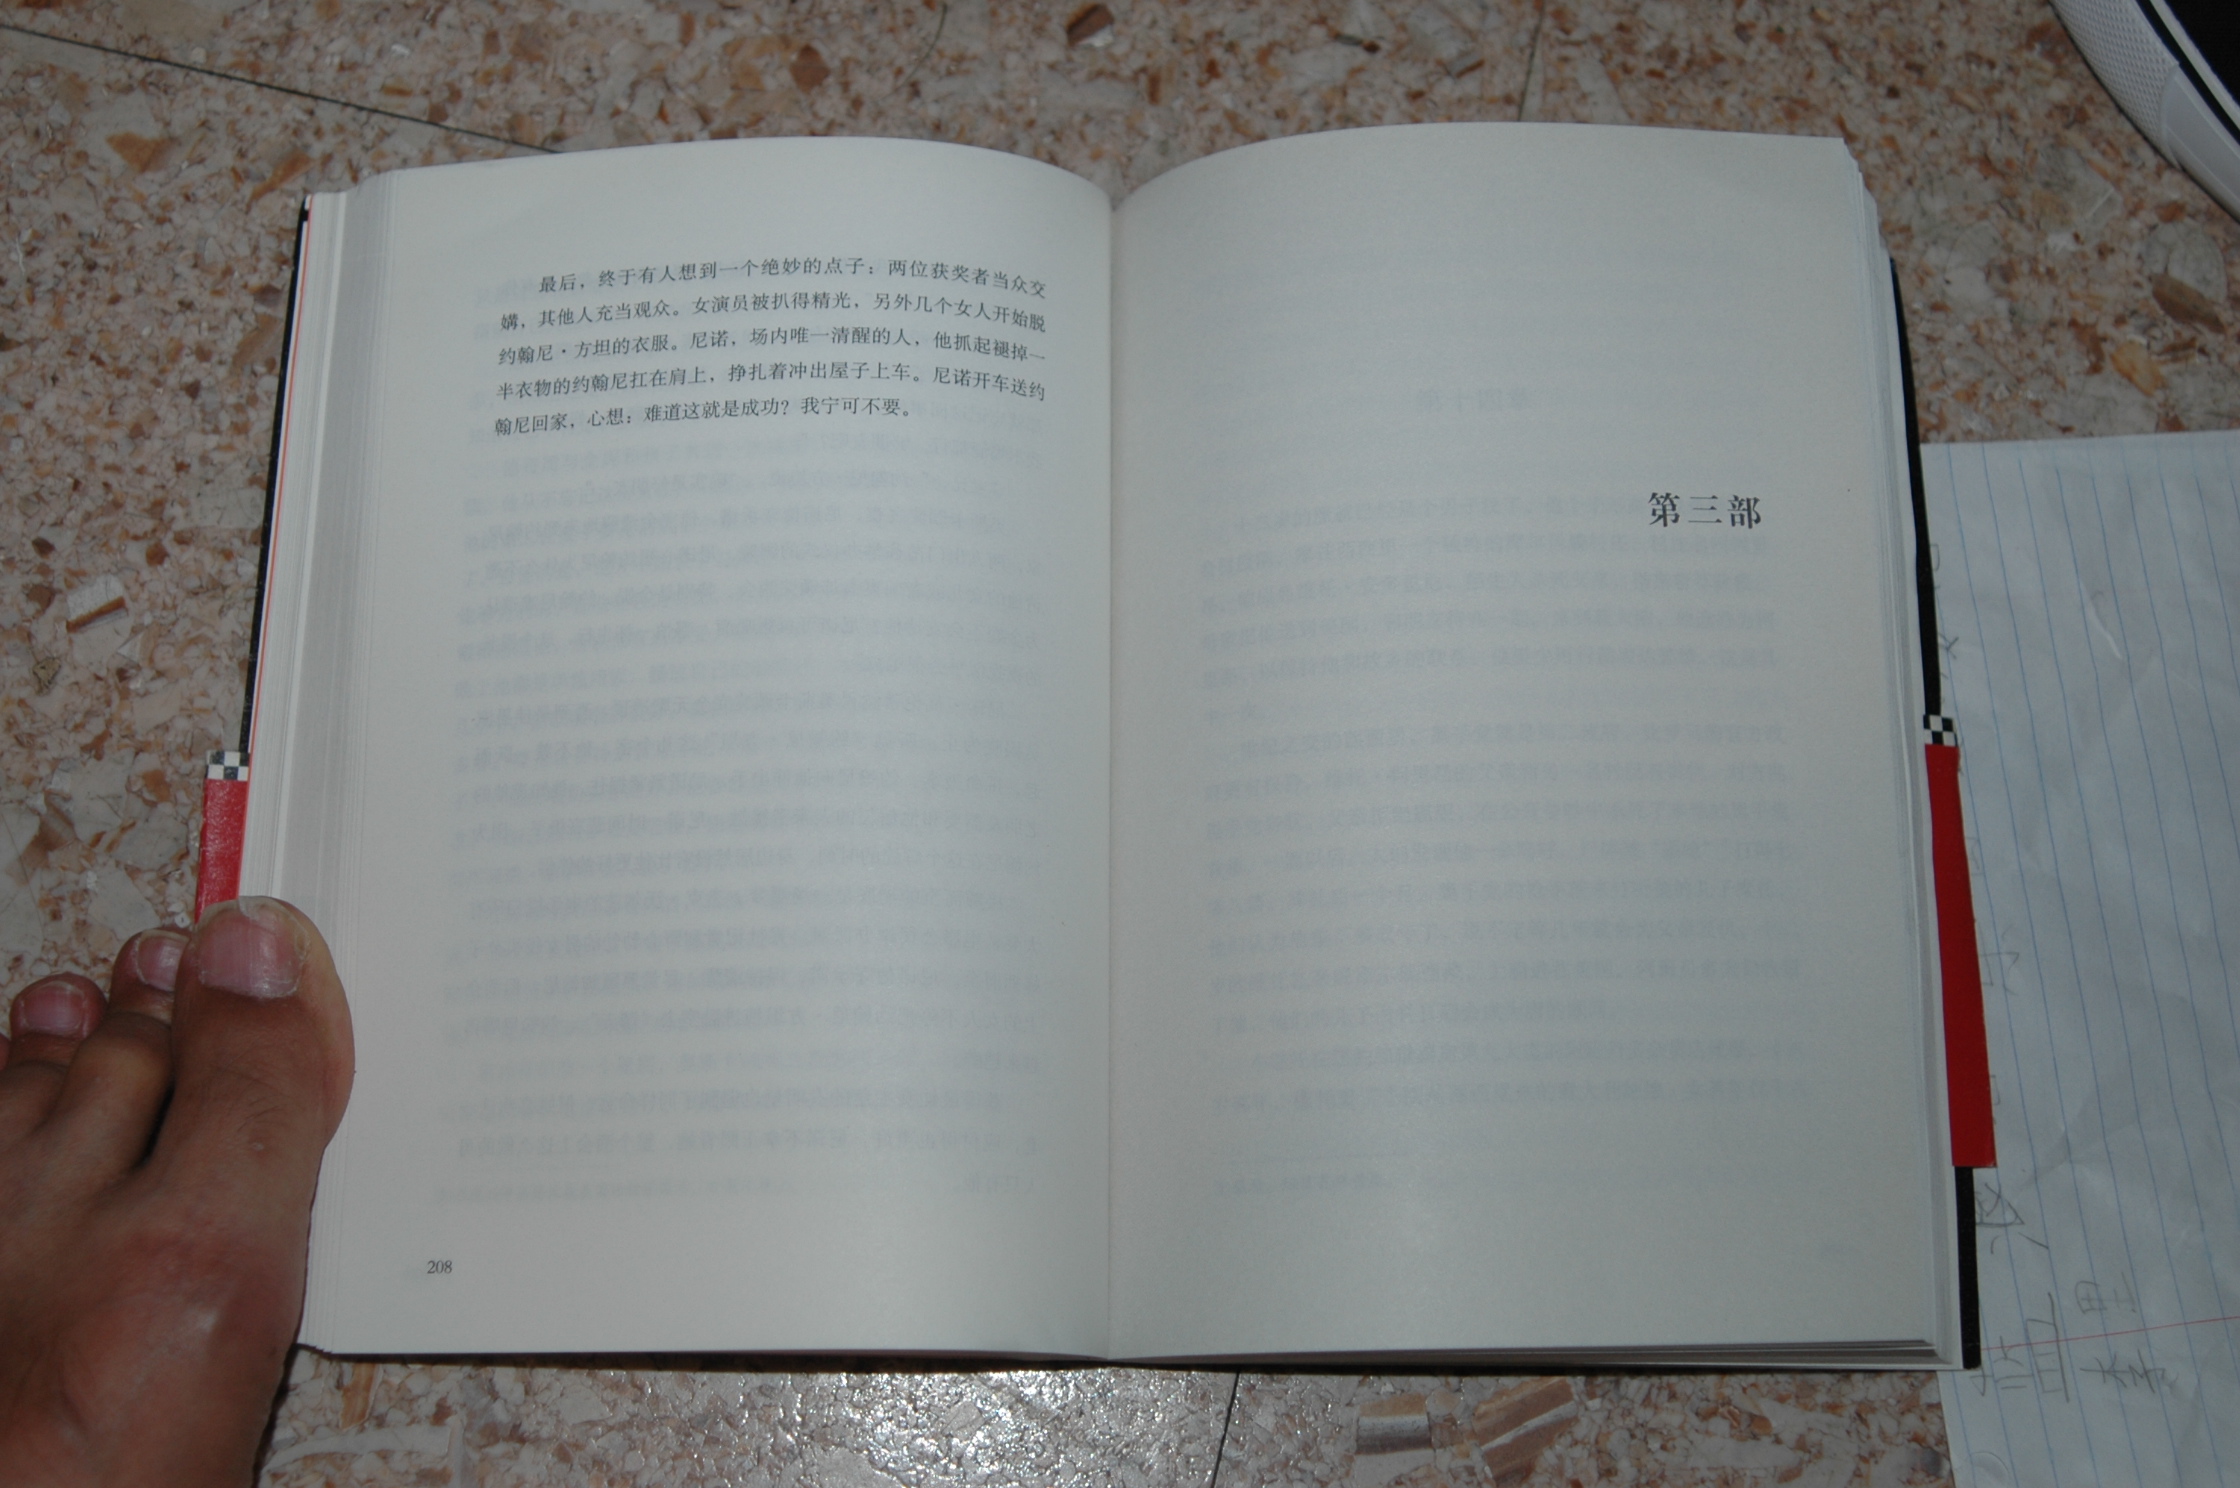 最后，终于有人想到一个绝妙的点子：两位获奖者当众交
媾，其他人充当观众。女演员被扒得精光，另外几个女人开始脱
约翰尼·方坦的衣服。尼诺，场内唯一清醒的人，他抓起褪掉一
半衣物的约翰尼扛在肩上，挣扎着冲出屋子上车。尼诺开车送约
翰尼回家，心想：难道这就是成功？我宁可不要。
208
第三部